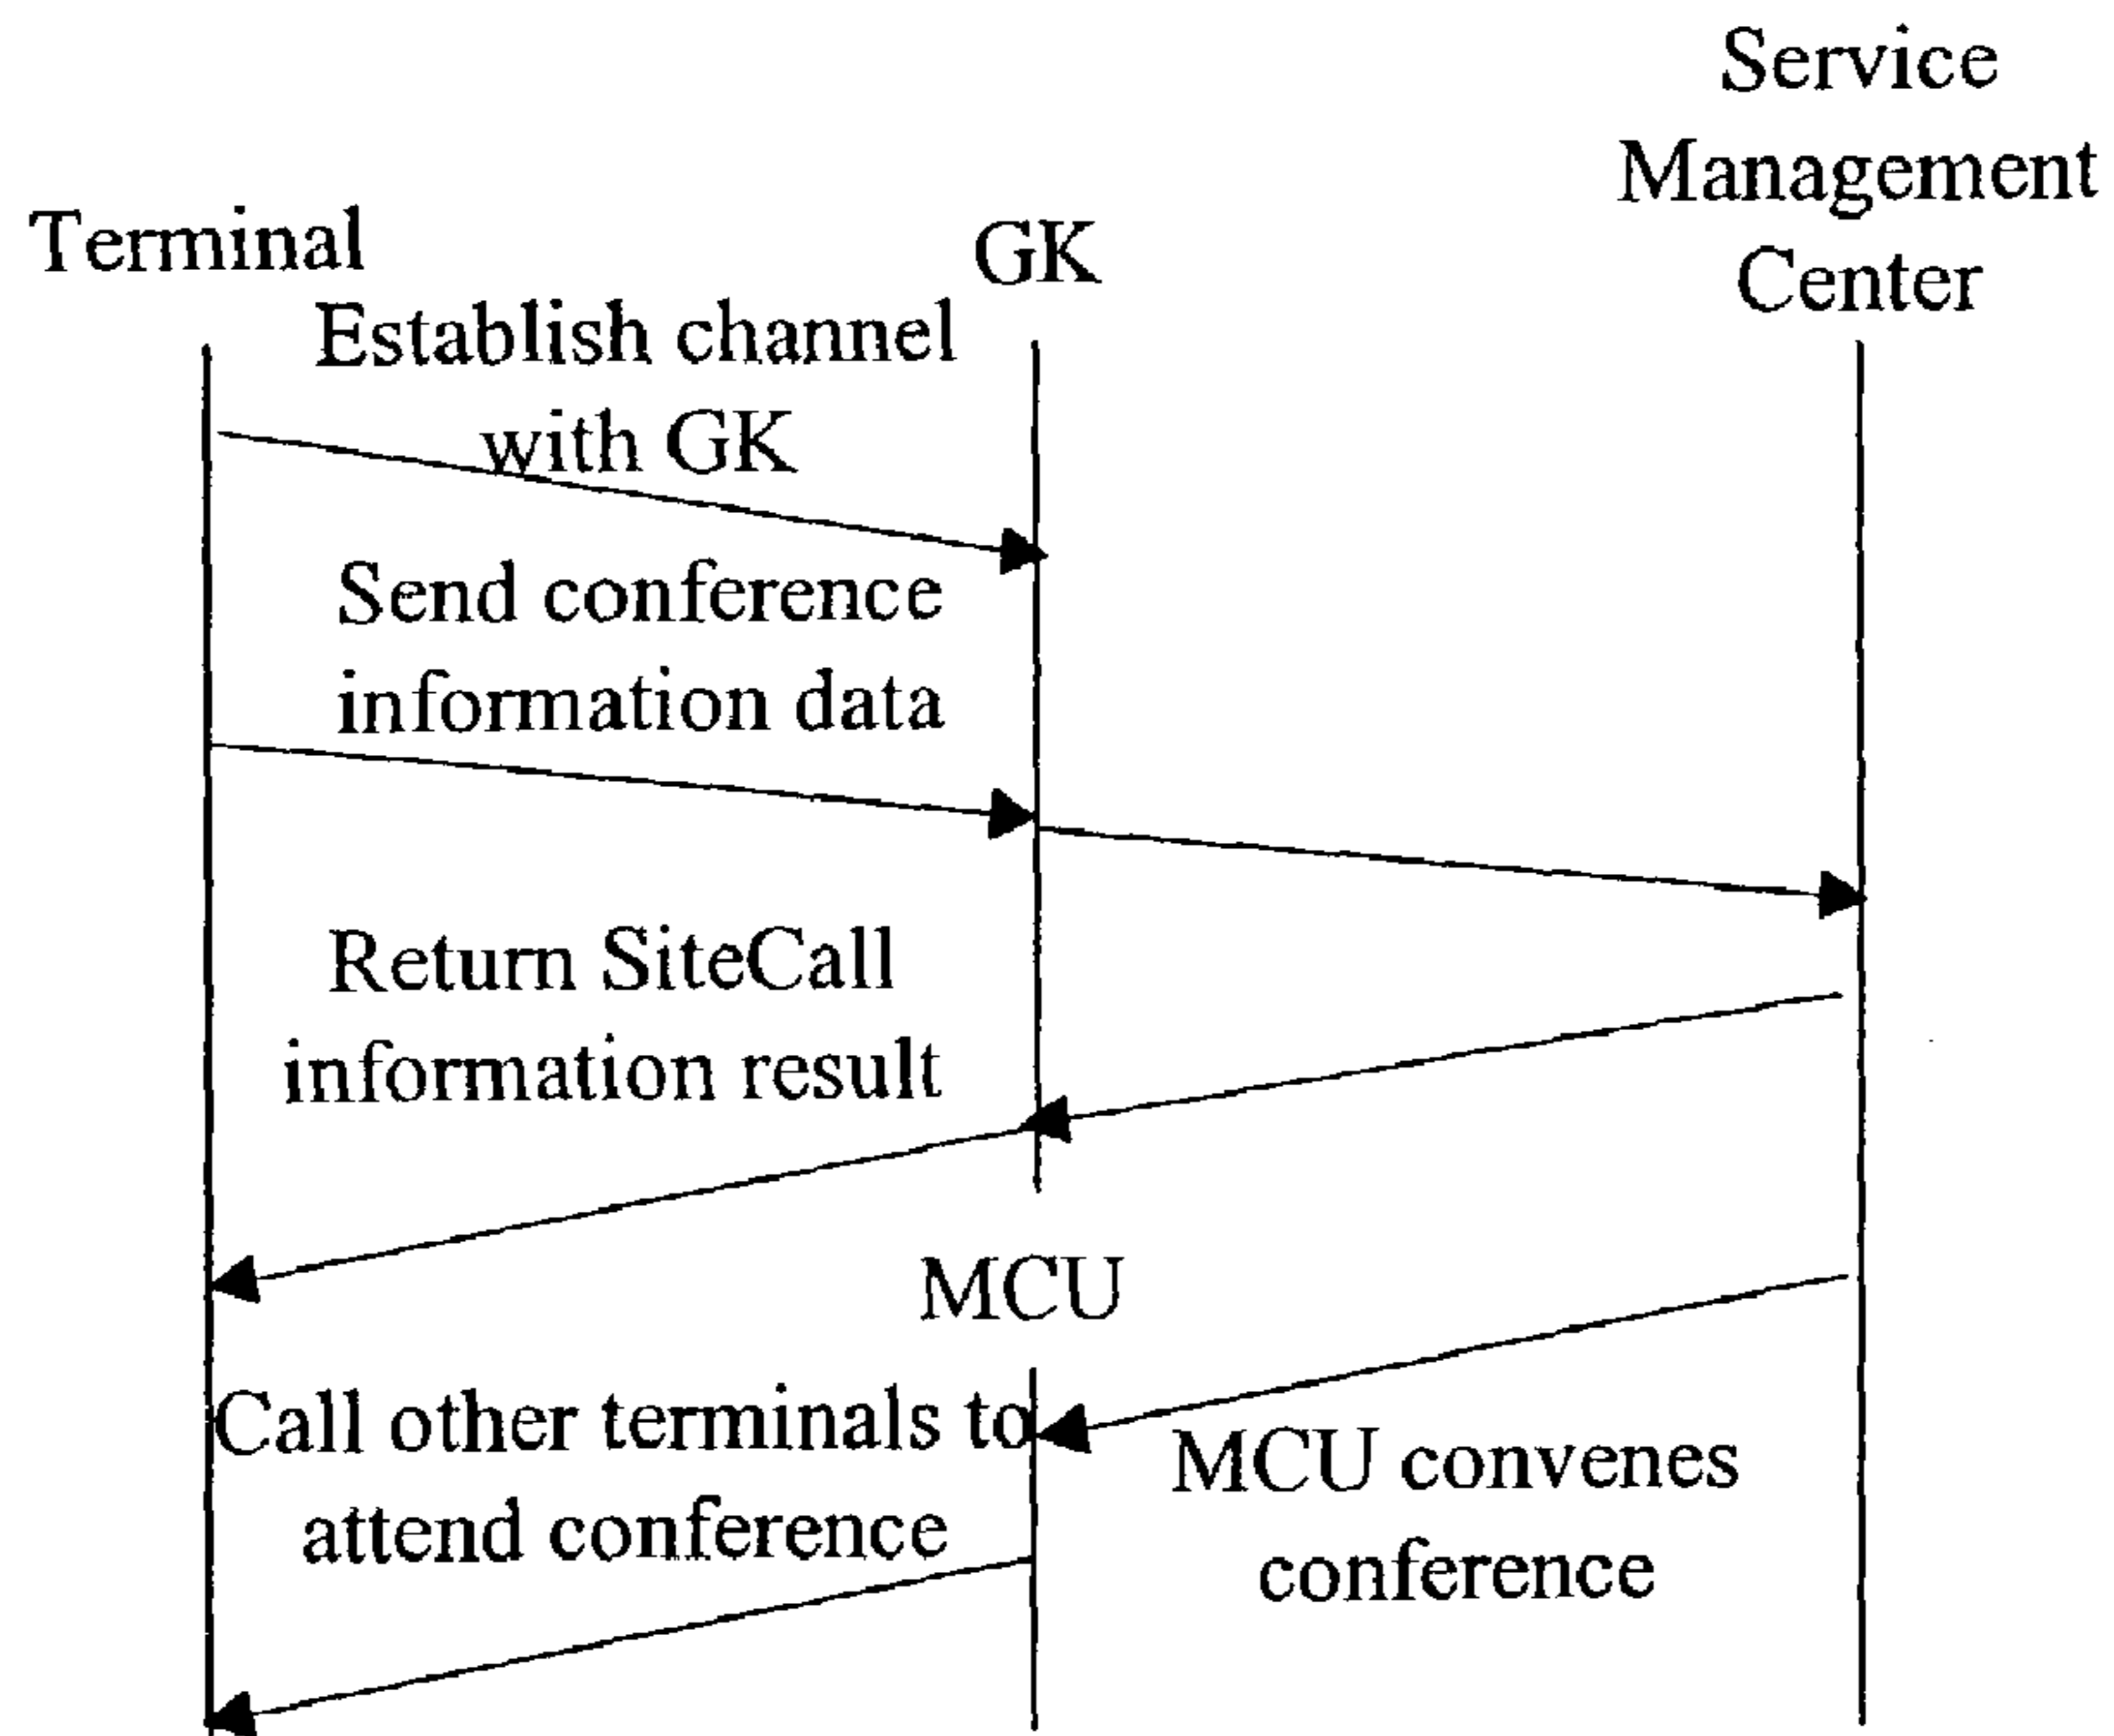 Service
Management
Center
Terminal
GK
Establish channel
with GK
Send conference
information data
Return SiteCall
information result
MCU
Call other terminals to
attend conference
MCU convenes
conference